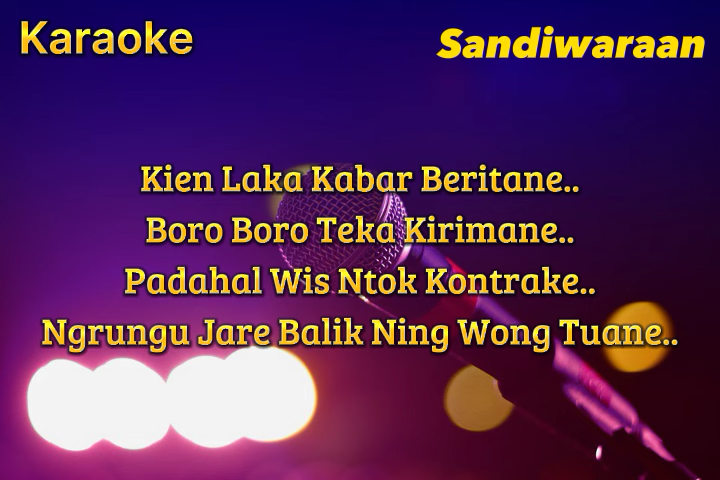 Karaoke
Sandiwaraan
Kien Laka Kabar Beritane..
Boro Boro Teka Kirimane..
Padahal Wis Ntok Kontrake..
Ngrungu Jare Balik Ning Wong Tuane..